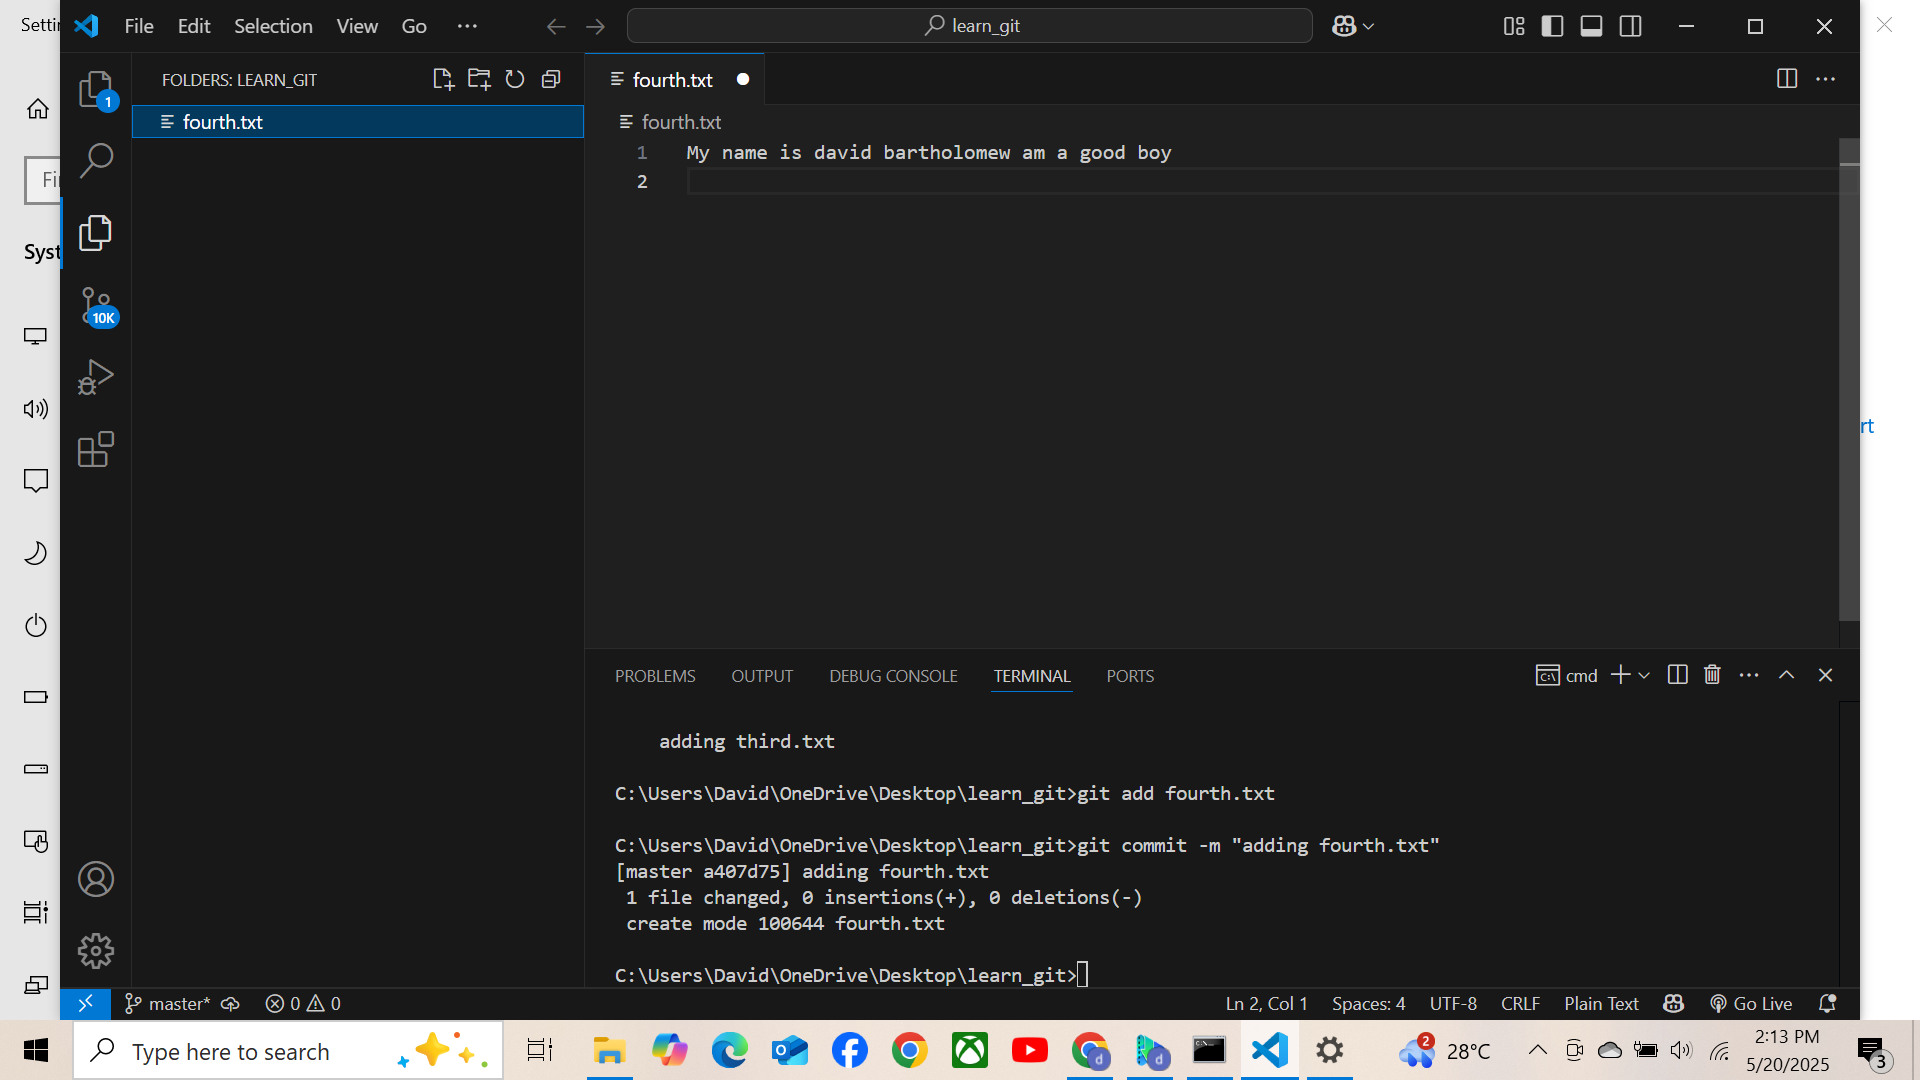 Settin
File Edit Selection View Go
learn_git
FOLDERS: LEARN_GIT
fourth.txt
1
fourth.txt
fourth.txt
1 My name is david bartholomew am a good boy
2
Fi
Syst
10K
rt
PROBLEMS OUTPUT DEBUG CONSOLE TERMINAL PORTS
cmd
adding third.txt
C:\Users\David\OneDrive\Desktop\learn_git>git add fourth.txt
C:\Users\David\OneDrive\Desktop\learn_git>git commit -m "adding fourth.txt"
[master a407d75] adding fourth.txt
1 file changed, 0 insertions(+), 0 deletions(-)
create mode 100644 fourth.txt
C:\Users\David\OneDrive\Desktop\learn_git>
master* 0 0
Ln 2, Col 1 Spaces: 4 UTF-8 CRLF Plain Text Go Live
Type here to search
d
d
2
28°C
2:13 PM
5/20/2025
3